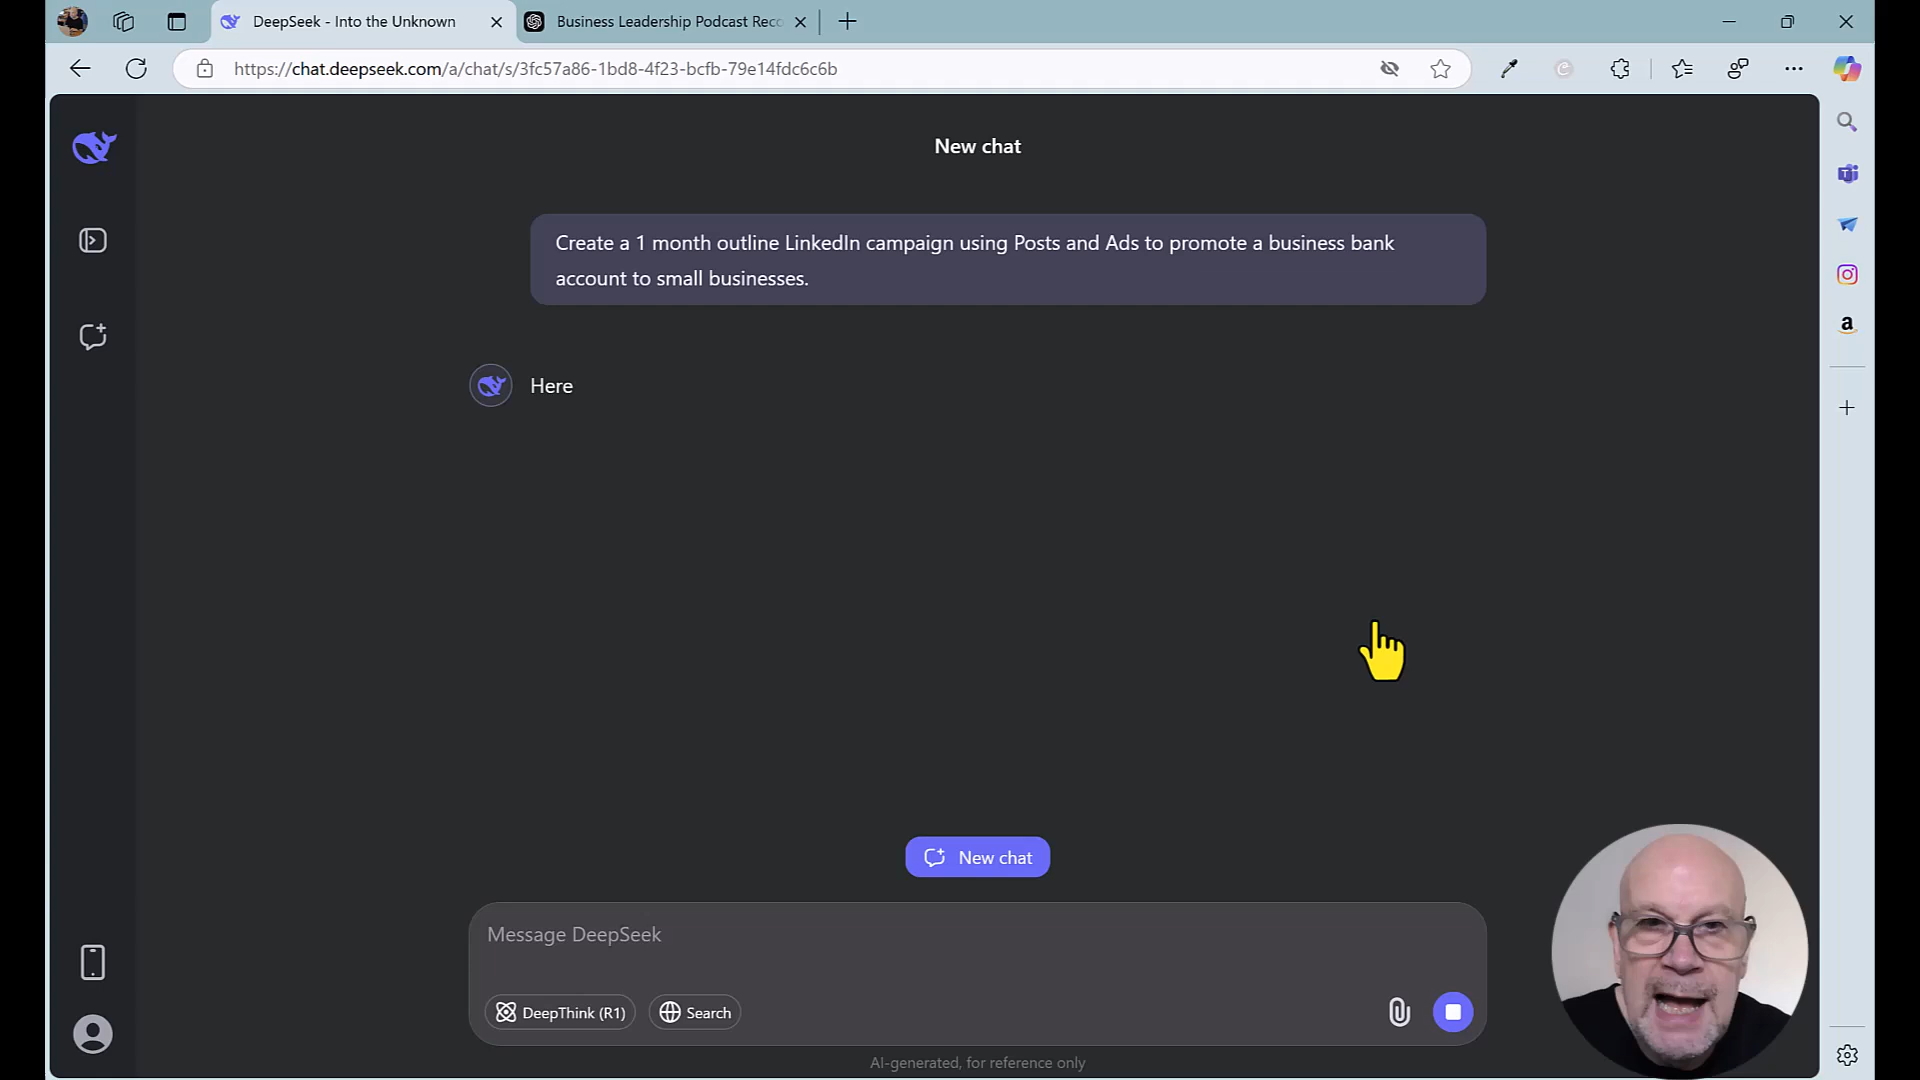 DeepSeek - Into the Unknown
Business Leadership Podcast Reco
https://chat.deepseek.com/a/chat/s/3fc57a86-1bd8-4f23-bcfb-79e14fdc6c6b
New chat
Create a 1 month outline LinkedIn campaign using Posts and Ads to promote a business bank
account to small businesses.
Here
New chat
Message DeepSeek
DeepThink (R1)
Search
AI-generated, for reference only